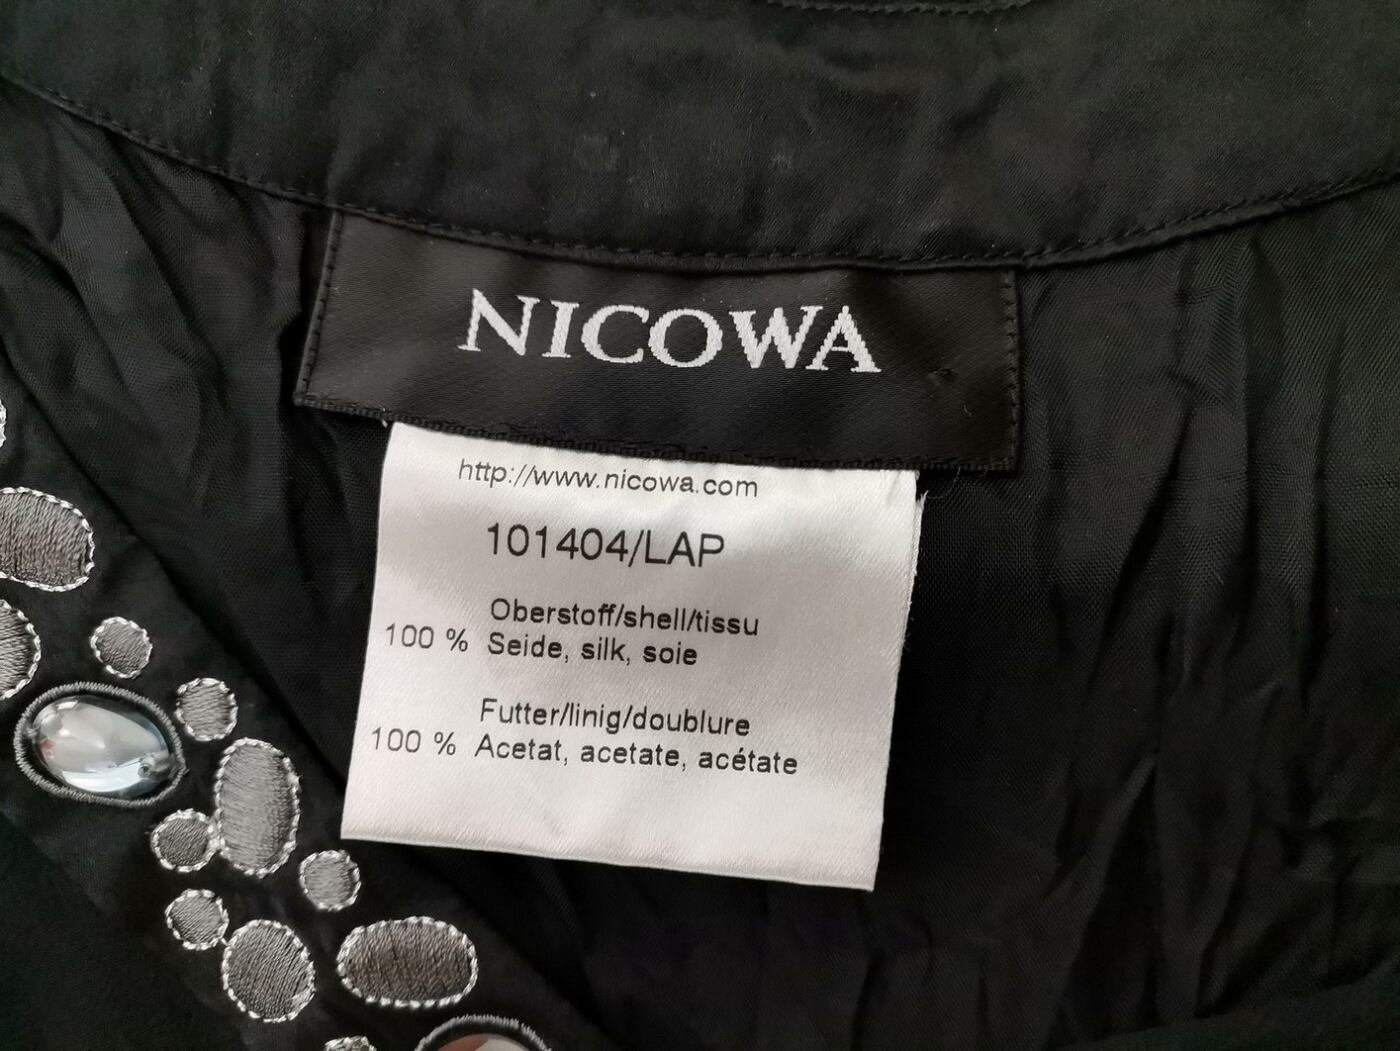 NICOWA
http://www.nicowa.com
101404/LAP
Oberstoff/shell/tissu
100 % Seide, silk, soie
Futter/linig/doublure
100 % Acetat, acetate, acétate